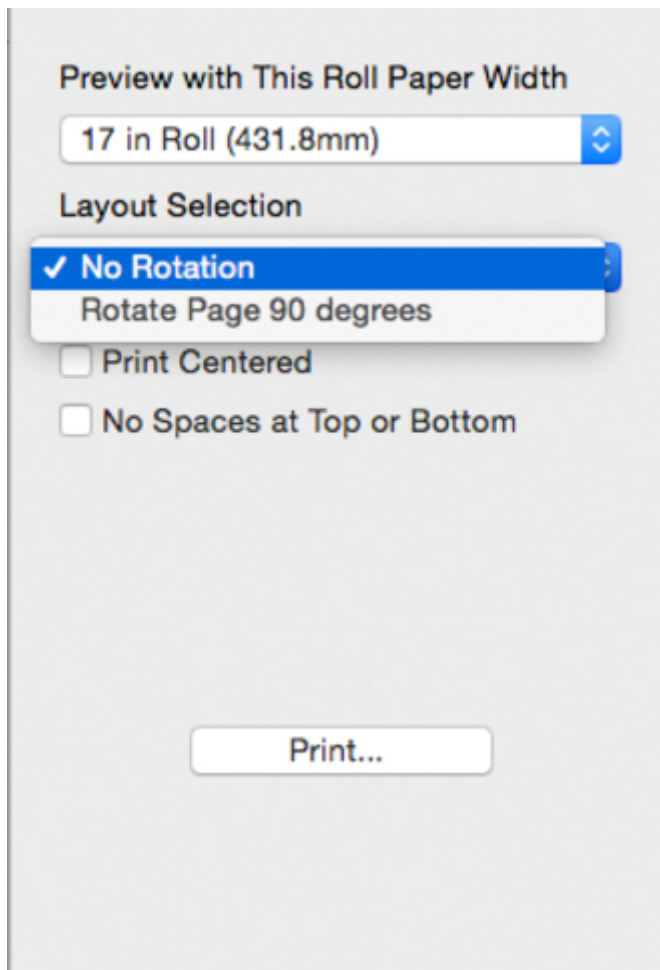 Preview with This Roll Paper Width
17 in Roll (431.8mm)
Layout Selection
✓ No Rotation
Rotate Page 90 degrees
Print Centered
No Spaces at Top or Bottom
Print...